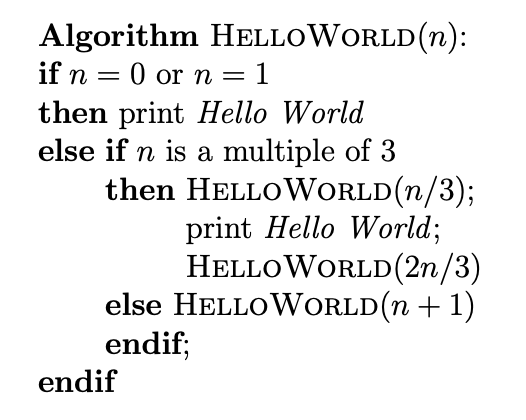 Algorithm HELLOWORLD(n):
if n = 0 or n = 1
then print Hello World
else if n is a multiple of 3
then HELLOWORLD(n/3);
print Hello World;
HELLOWORLD(2n/3)
else HELLOWORLD(n + 1)
endif;
endif